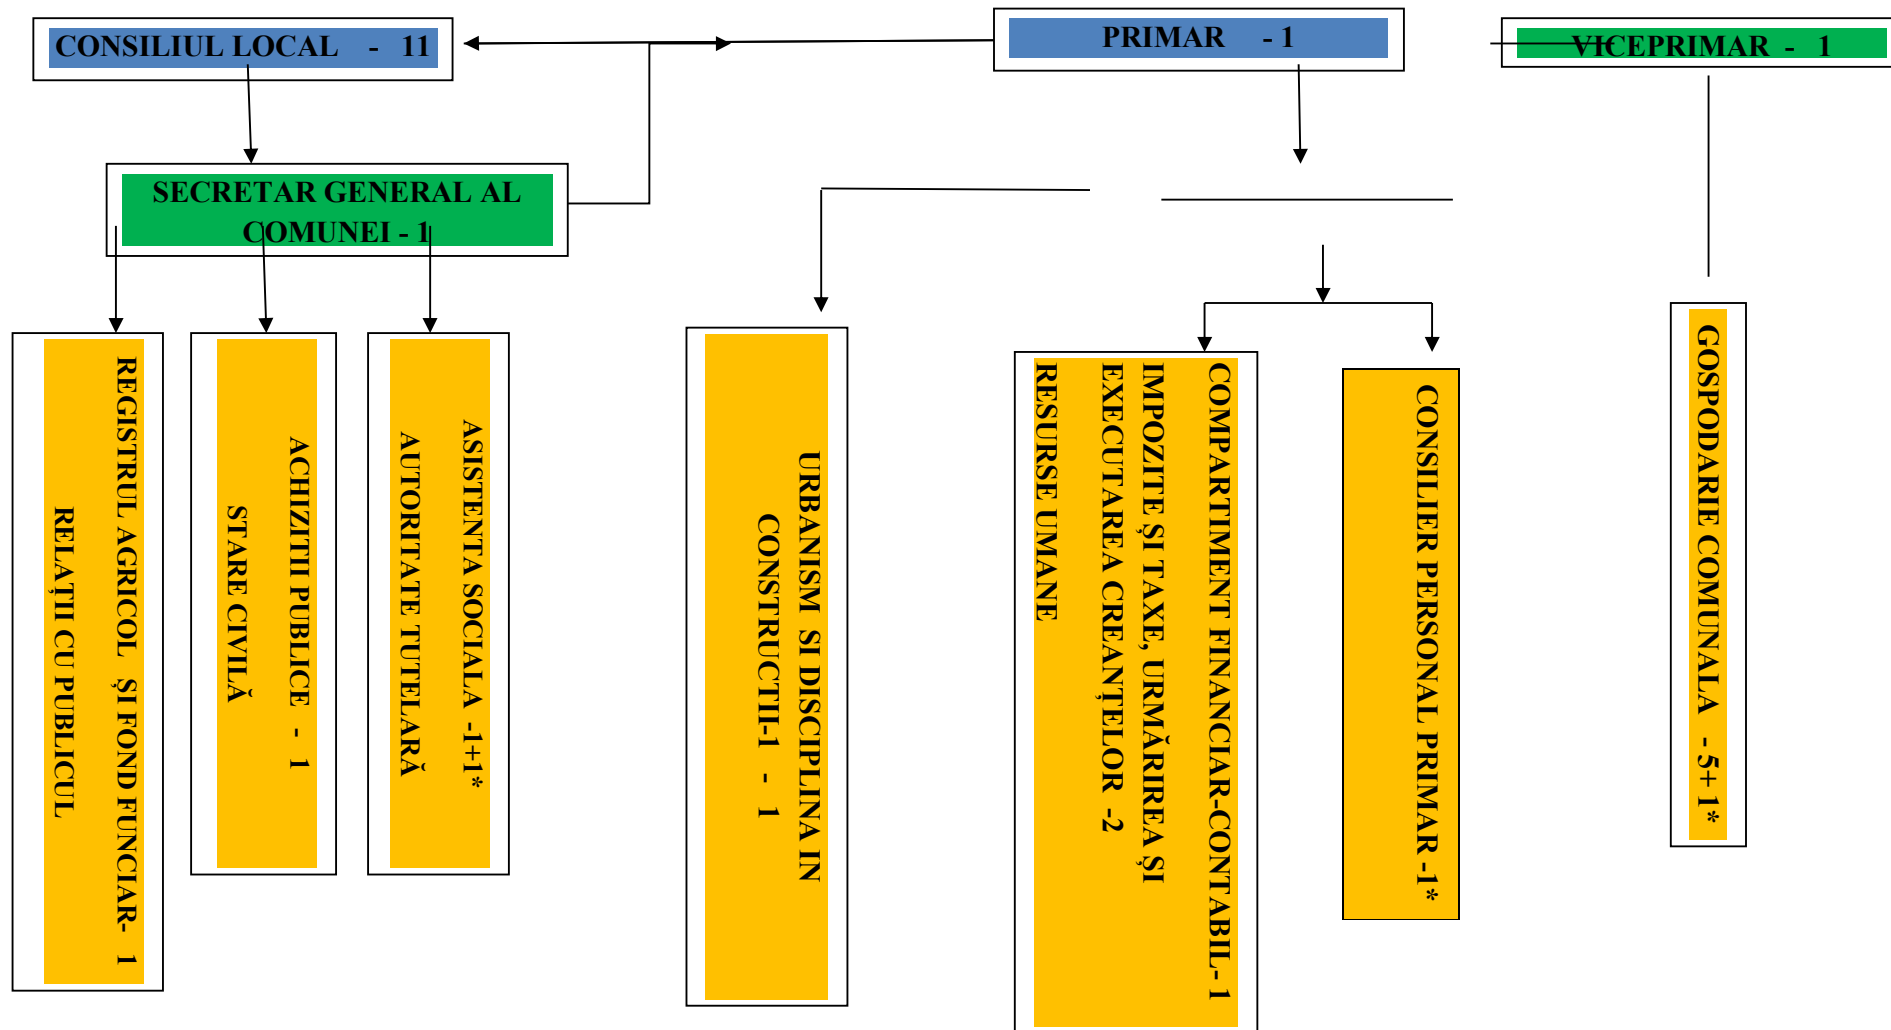 CONSILIUL LOCAL - 11
PRIMAR - 1
VICEPRIMAR - 1
SECRETAR GENERAL AL
COMUNEI - 1
REGISTRUL AGRICOL ȘI FOND FUNCIAR- 1
RELAȚII CU PUBLICUL
ACHIZITII PUBLICE - 1
STARE CIVILĂ
ASISTENTA SOCIALA -1+1*
AUTORITATE TUTELARĂ
URBANISM SI DISCIPLINA IN
CONSTRUCTII-1 - 1
COMPARTIMENT FINANCIAR-CONTABIL- 1
IMPOZITE ȘI TAXE, URMĂRIREA ȘI
EXECUTAREA CREANȚELOR -2
RESURSE UMANE
CONSILIER PERSONAL PRIMAR -1*
GOSPODARIE COMUNALA - 5+ 1*